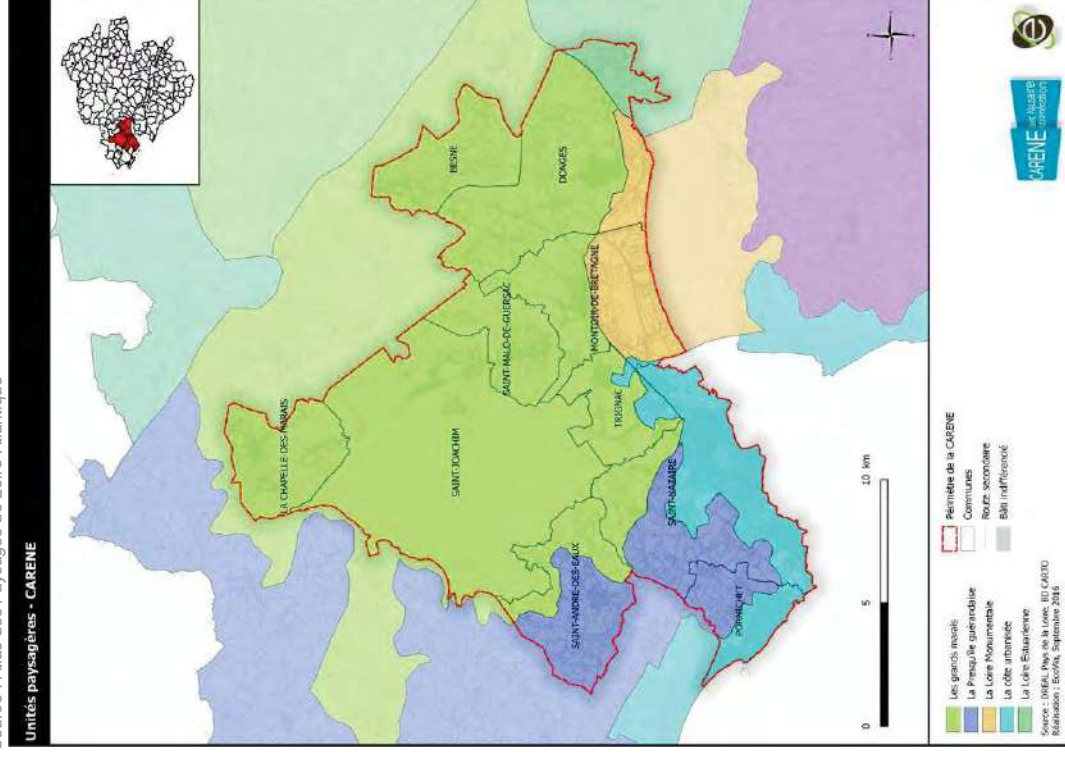 Unités paysagères - CARENE
BESNE
DONGES
LA CHAPELLE-DES-MARAIS
SAINT-JOACHIM
SAINT-MALO-DE-GUERSAC
MONTOIR-DE-BRETAGNE
TRIGNAC
SAINT-NAZAIRE
SAINT-ANDRE-DES-EAUX
PORNICHET
0 5 10 km
Les grands marais
La Presqu'île guérandaise
La Loire Monumentale
La côte urbanisée
La Loire Estuarienne
Périmètre de la CARENE
Communes
Route secondaire
Bâti indifférencié
Source : DREAL Pays de la Loire, BD CARTO
Réalisation : EcoVia, Septembre 2016
CARENE